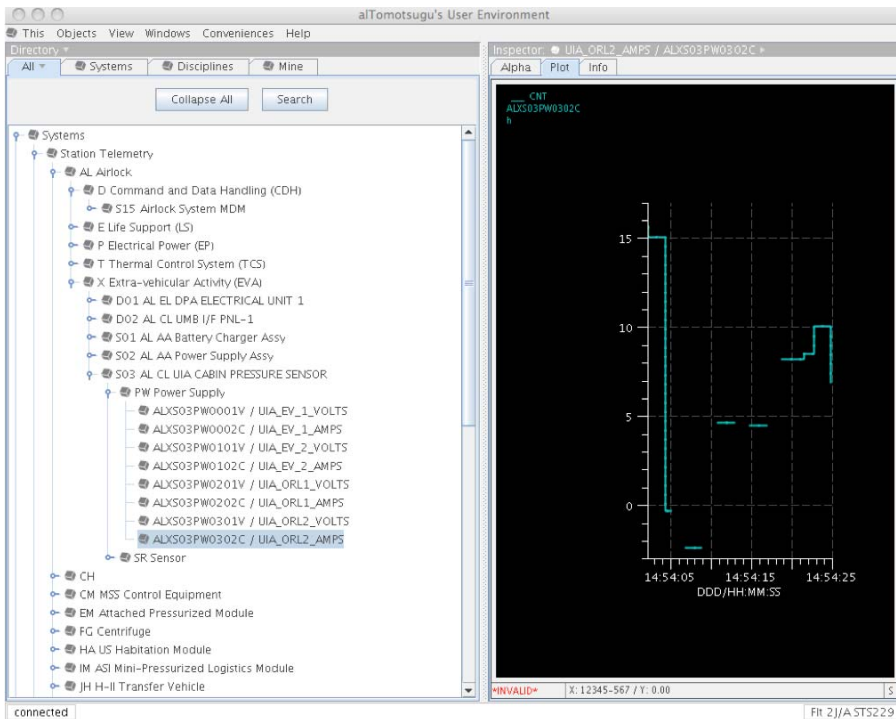 alTomotsugu's User Environment
This Objects View Windows Conveniences Help
Directory
All Systems Disciplines Mine
Collapse All Search
Systems
Station Telemetry
AL Airlock
D Command and Data Handling (CDH)
S15 Airlock System MDM
E Life Support (LS)
P Electrical Power (EP)
T Thermal Control System (TCS)
X Extra-vehicular Activity (EVA)
D01 AL EL DPA ELECTRICAL UNIT 1
D02 AL CL UMB I/F PNL-1
S01 AL AA Battery Charger Assy
S02 AL AA Power Supply Assy
S03 AL CL UIA CABIN PRESSURE SENSOR
PW Power Supply
ALXS03PW0001V / UIA_EV_1_VOLTS
ALXS03PW0002C / UIA_EV_1_AMPS
ALXS03PW0101V / UIA_EV_2_VOLTS
ALXS03PW0102C / UIA_EV_2_AMPS
ALXS03PW0201V / UIA_ORL1_VOLTS
ALXS03PW0202C / UIA_ORL1_AMPS
ALXS03PW0301V / UIA_ORL2_VOLTS
ALXS03PW0302C / UIA_ORL2_AMPS
SR Sensor
CH
CM MSS Control Equipment
EM Attached Pressurized Module
FG Centrifuge
HA US Habitation Module
IM ASI Mini-Pressurized Logistics Module
JH H-II Transfer Vehicle
connected
Inspector: UIA_ORL2_AMPS / ALXS03PW0302C
Alpha Plot Info
CNT
ALXS03PW0302C
h
15
10
5
0
14:54:05 14:54:15 14:54:25
DDD/HH:MM:SS
*INVALID* X: 12345-567 / Y: 0.00 S
Flt 2J/A STS229